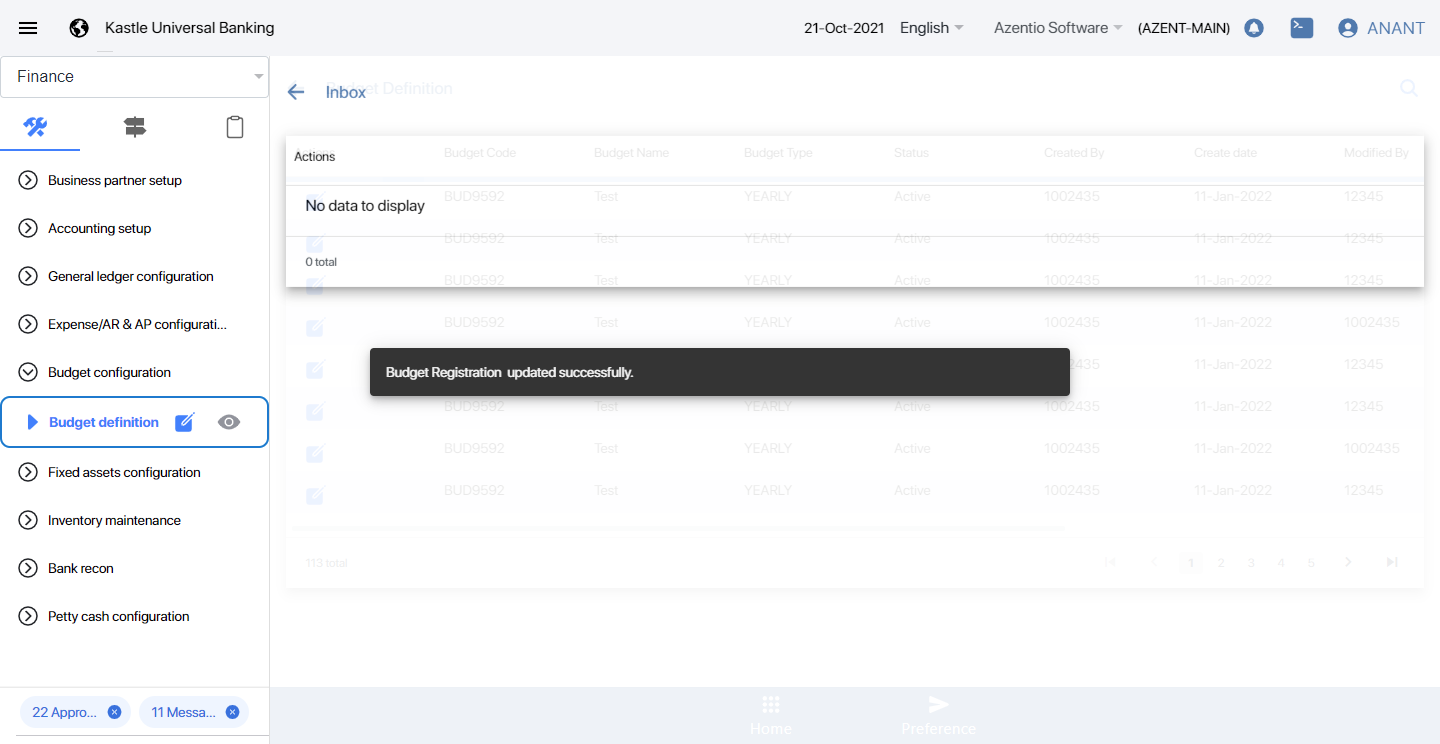 Kastle Universal Banking
21-Oct-2021 English Azentio Software (AZENT-MAIN) ANANT
Finance
Business partner setup
Accounting setup
General ledger configuration
Expense/AR & AP configurati...
Budget configuration
Budget definition
Fixed assets configuration
Inventory maintenance
Bank recon
Petty cash configuration
22 Appro...
11 Messa...
Inbox
Budget Definition
Actions Budget Code Budget Name Budget Type Status Created By Create date Modified By
No data to display
0 total
BUD9592 Test YEARLY Active 1002435 11-Jan-2022 12345
BUD9592 Test YEARLY Active 1002435 11-Jan-2022 12345
BUD9592 Test YEARLY Active 1002435 11-Jan-2022 12345
BUD9592 Test YEARLY Active 1002435 11-Jan-2022 1002435
Budget Registration updated successfully.
11-Jan-2022 12345
BUD9592 Test YEARLY Active 1002435 11-Jan-2022 12345
BUD9592 Test YEARLY Active 1002435 11-Jan-2022 1002435
BUD9592 Test YEARLY Active 1002435 11-Jan-2022 12345
113 total
1 2 3 4 5
Home
Preference